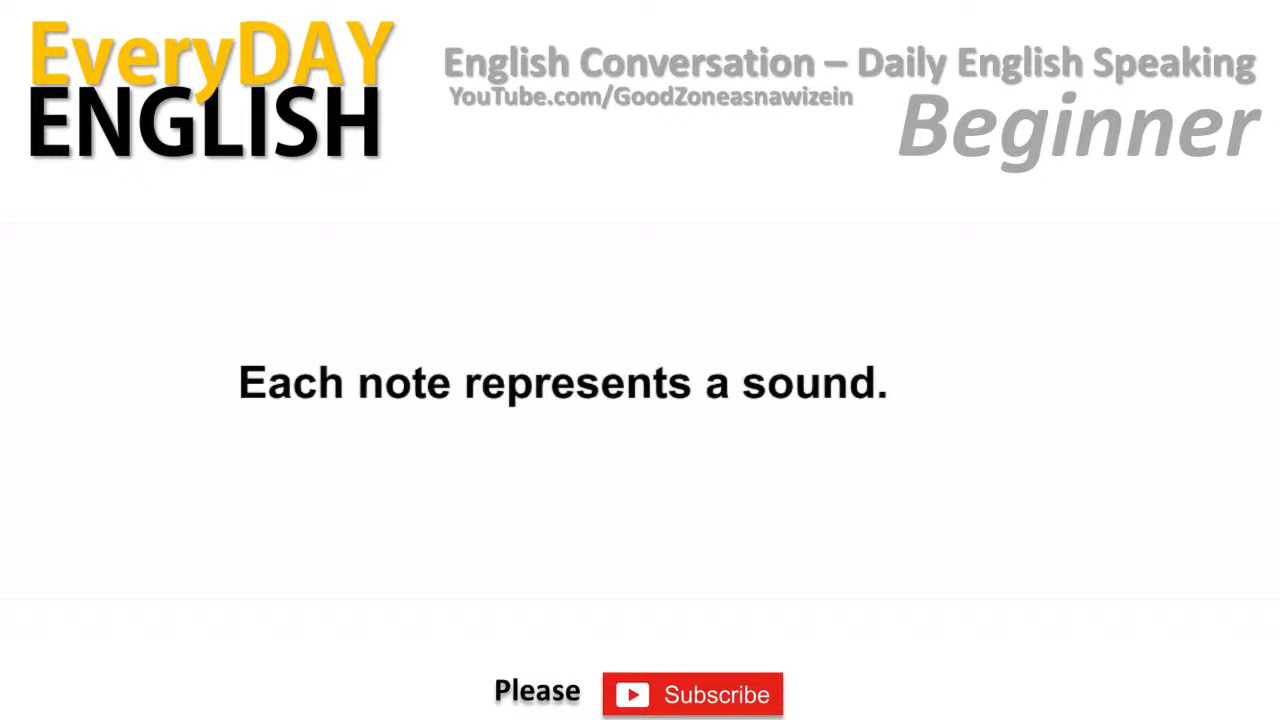 EveryDAY
ENGLISH
English Conversation – Daily English Speaking
YouTube.com/GoodZoneasnawizein
Beginner
Each note represents a sound.
Please
Subscribe